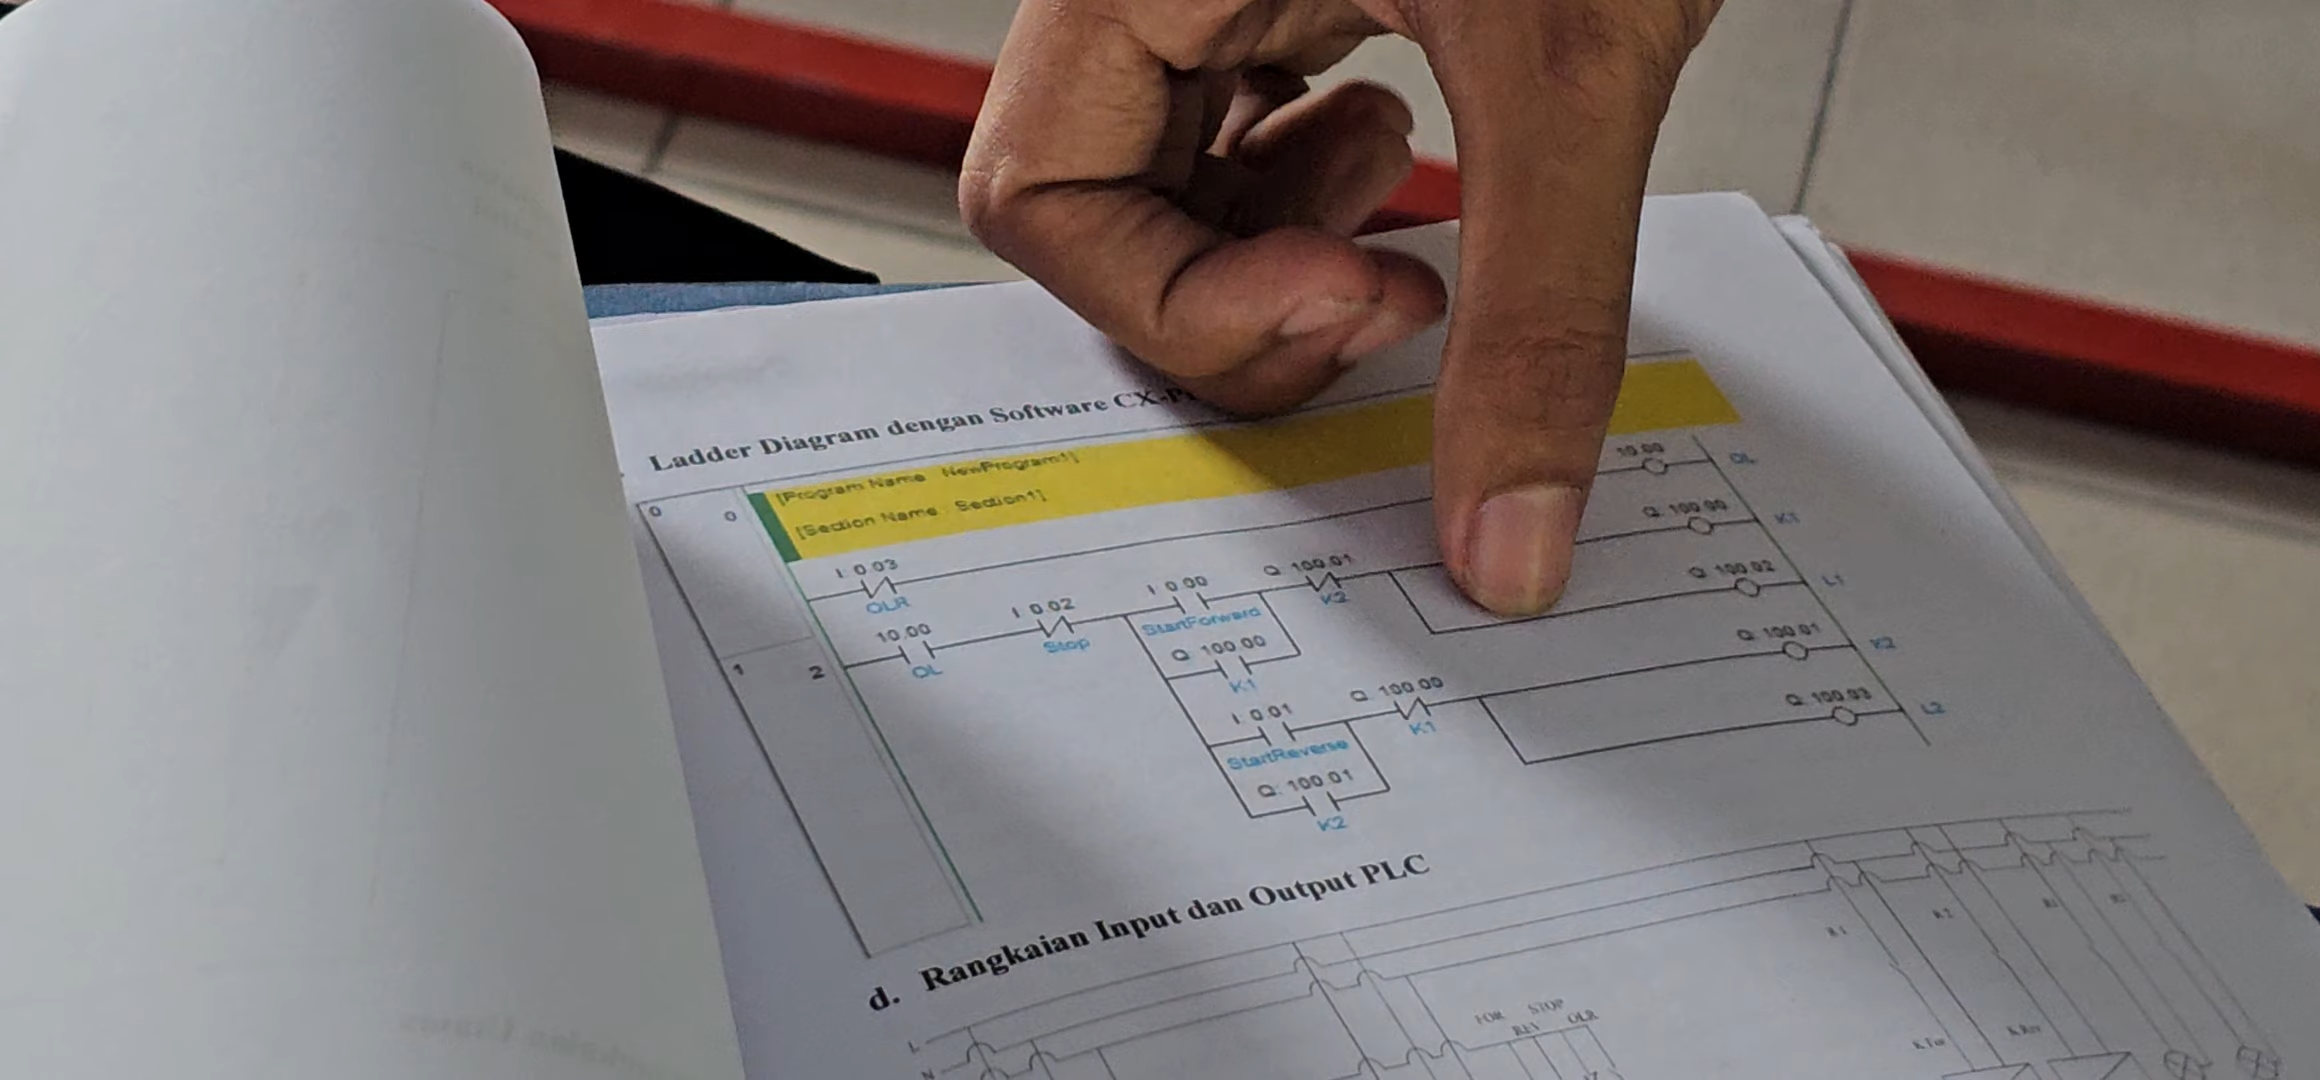 Ladder Diagram dengan Software CX-P
[Program Name : NewProgram1]
[Section Name : Section1]
0
0
I: 0.03
OLR
10.00
OL
1
2
10.00
OL
I: 0.02
Stop
I: 0.00
StartForward
Q: 100.01
K2
Q: 100.00
K1
Q: 100.02
L1
Q: 100.00
K1
I: 0.01
StartReverse
Q: 100.00
K1
Q: 100.01
K2
Q: 100.03
L2
Q: 100.01
K2
d. Rangkaian Input dan Output PLC
L
N
FOR
REV
STOP
OLR
K For
K Rev